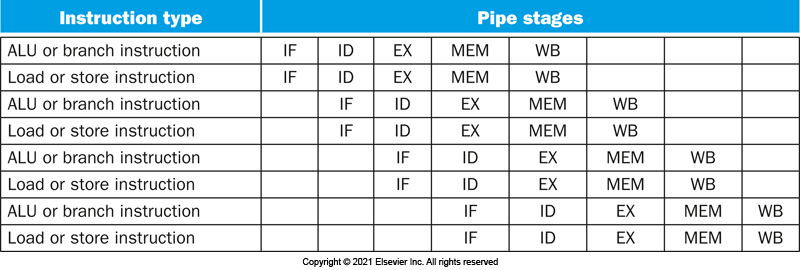 Instruction type Pipe stages
ALU or branch instruction IF ID EX MEM WB
Load or store instruction IF ID EX MEM WB
ALU or branch instruction IF ID EX MEM WB
Load or store instruction IF ID EX MEM WB
ALU or branch instruction IF ID EX MEM WB
Load or store instruction IF ID EX MEM WB
ALU or branch instruction IF ID EX MEM WB
Load or store instruction IF ID EX MEM WB
Copyright © 2021 Elsevier Inc. All rights reserved